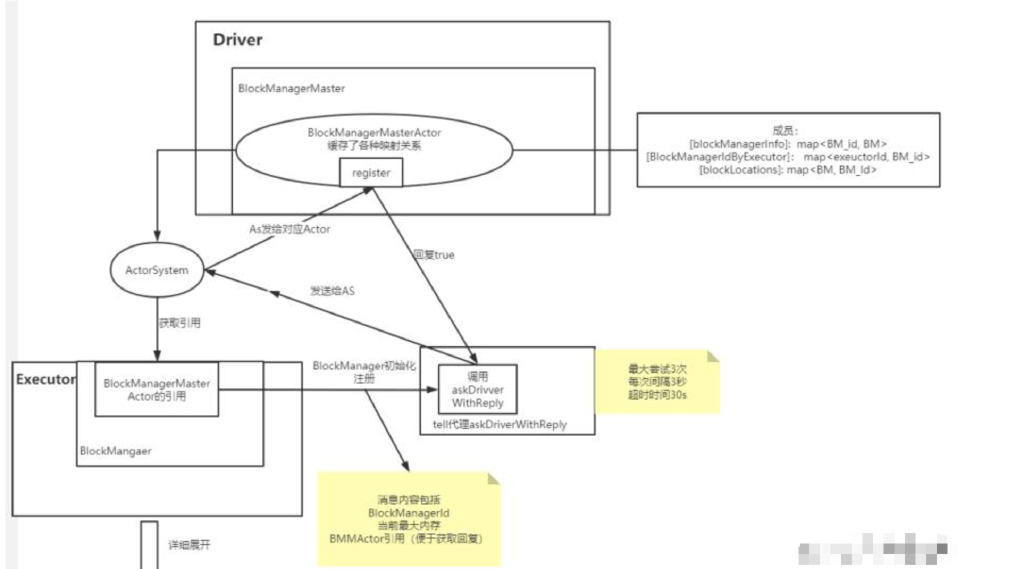 Driver
BlockManagerMaster
BlockManagerMasterActor
缓存了各种映射关系
register
成员：
[blockManagerInfo]: map<BM_id, BM>
[BlockManagerIdByExecutor]: map<exeuctorId, BM_id>
[blockLocations]: map<BM, BM_Id>
As发给对应Actor
回复true
ActorSystem
发送给AS
获取引用
Executor
BlockManagerMaster
Actor的引用
BlockMangaer
BlockManager初始化
注册
调用
askDrivver
WithReply
tell代理askDriverWithReply
最大尝试3次
每次间隔3秒
超时时间30s
消息内容包括
BlockManagerId
当前最大内存
BMMActor引用（便于获取回复）
详细展开